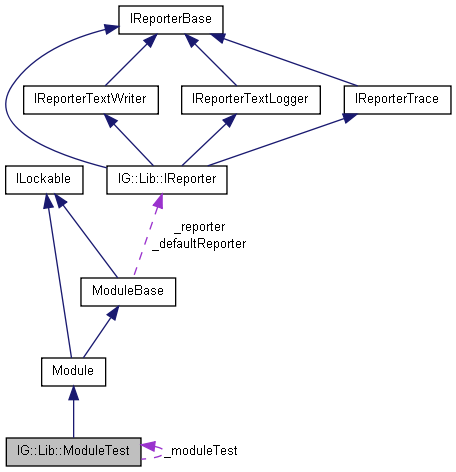 IReporterBase
IReporterTextWriter
IReporterTextLogger
IReporterTrace
ILockable
IG::Lib::IReporter
_reporter
_defaultReporter
ModuleBase
Module
IG::Lib::ModuleTest
_moduleTest